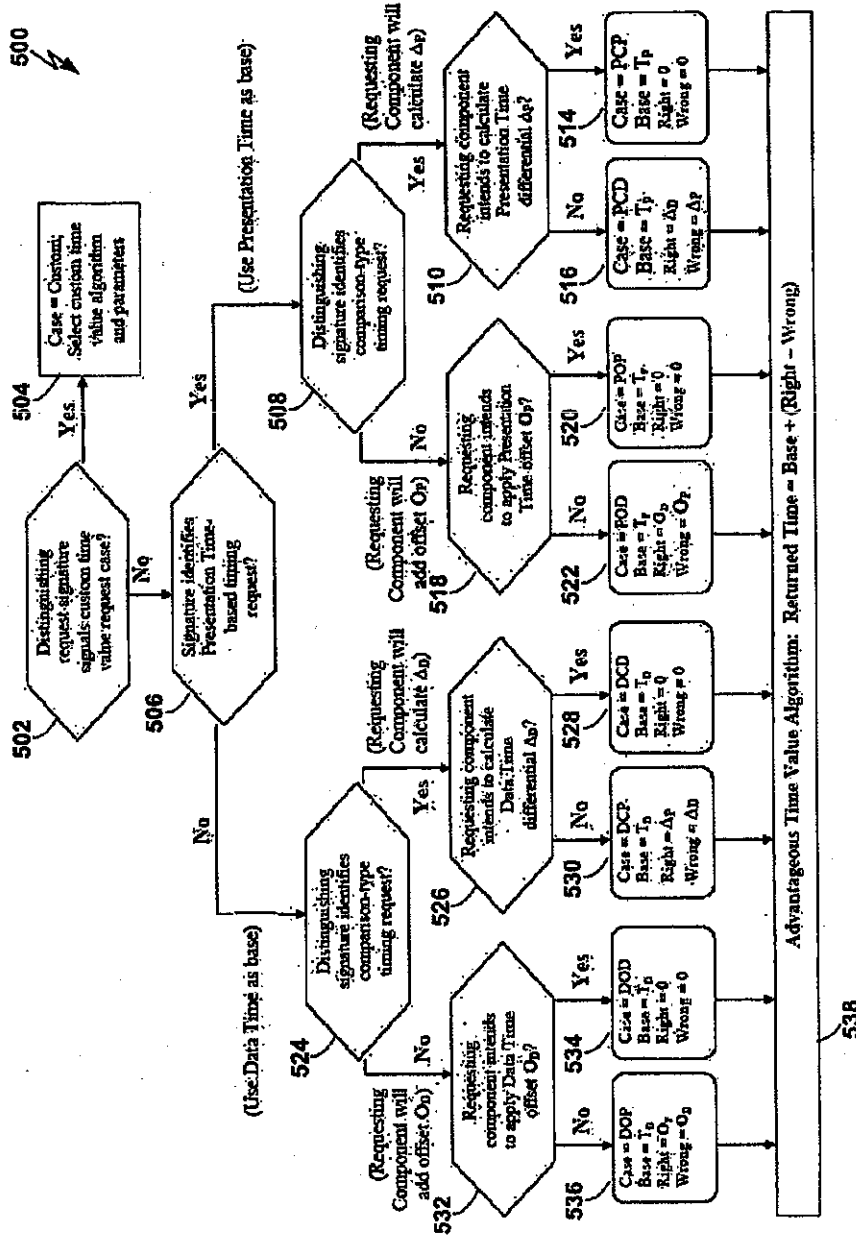 500
502
Distinguishing
request signature
signals custom time
value request case?
Yes
504
Case = Custom;
Select custom time
value algorithm
and parameters
No
506
Signature identifies
Presentation Time-
based timing
request?
Yes
(Use Presentation Time as base)
No
(Use Data Time as base)
508
Distinguishing
signature identifies
comparison-type
timing request?
Yes
(Requesting
Component will
calculate ΔP)
No
(Requesting
Component will
add offset OP)
510
Requesting component
intends to calculate
Presentation Time
differential ΔP?
Yes
No
514
Case = PCP
Base = TP
Right = 0
Wrong = 0
516
Case = PCD
Base = TP
Right = ΔD
Wrong = ΔP
518
Requesting
component intends
to apply Presentation
Time offset OP?
Yes
No
520
Case = POP
Base = TP
Right = 0
Wrong = 0
522
Case = POD
Base = TP
Right = OD
Wrong = OP
524
Distinguishing
signature identifies
comparison-type
timing request?
Yes
(Requesting
Component will
calculate ΔD)
No
(Requesting
Component will
add offset OD)
526
Requesting component
intends to calculate
Data Time
differential ΔD?
Yes
No
528
Case = DCD
Base = TD
Right = 0
Wrong = 0
530
Case = DCP
Base = TD
Right = ΔP
Wrong = ΔD
532
Requesting
component intends
to apply Data Time
offset OD?
Yes
No
534
Case = DOD
Base = TD
Right = 0
Wrong = 0
536
Case = DOP
Base = TD
Right = OP
Wrong = OD
Advantageous Time Value Algorithm: Returned Time = Base + (Right – Wrong)
538